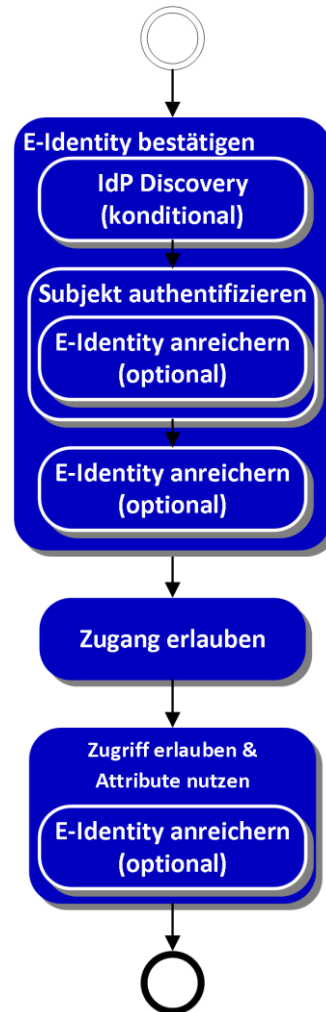 E-Identity bestätigen
IdP Discovery
(konditional)
Subjekt authentifizieren
E-Identity anreichern
(optional)
E-Identity anreichern
(optional)
Zugang erlauben
Zugriff erlauben &
Attribute nutzen
E-Identity anreichern
(optional)